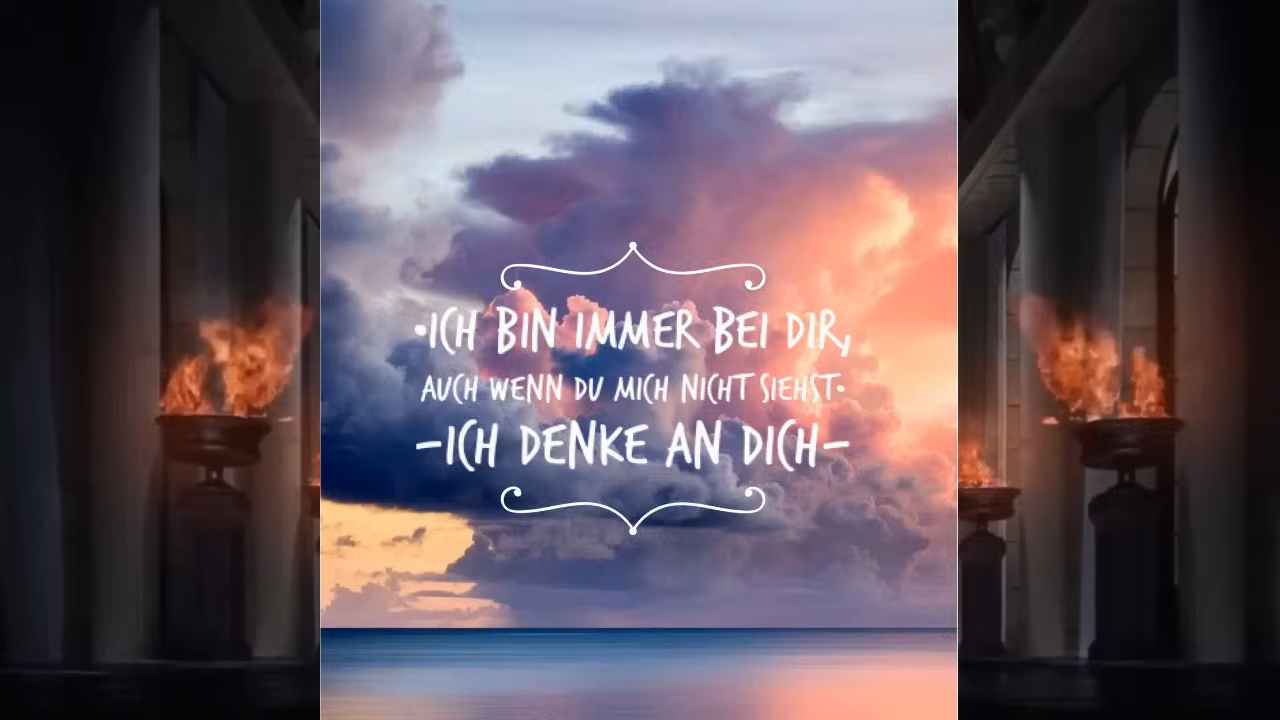 •ICH BIN IMMER BEI DIR,
AUCH WENN DU MICH NICHT SIEHST•
–ICH DENKE AN DICH–